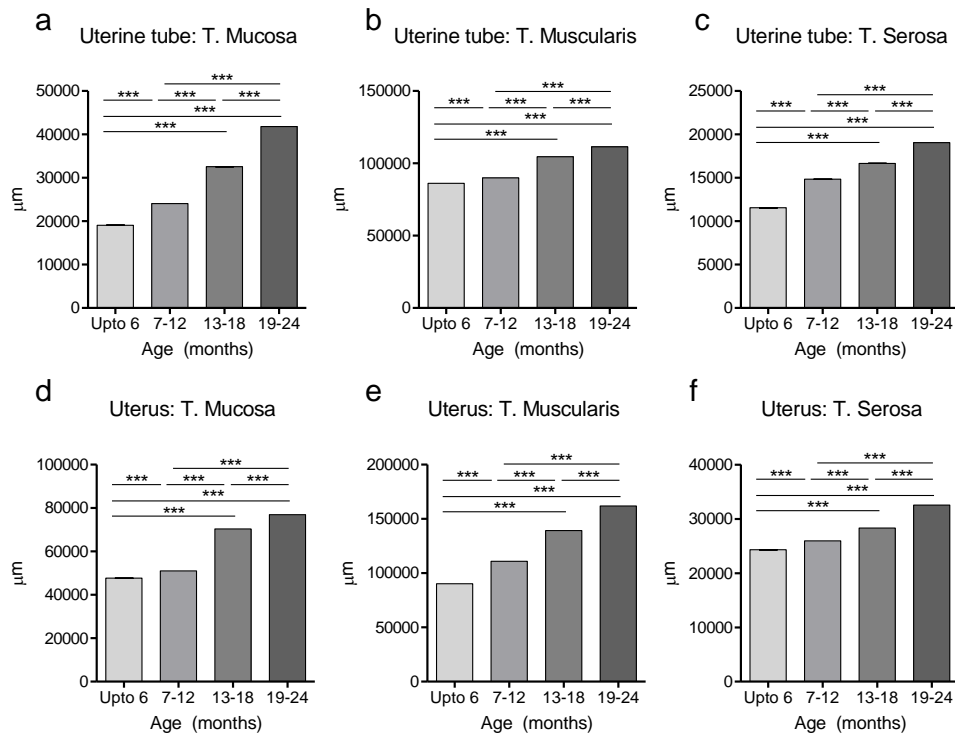 a
Uterine tube: T. Mucosa
***
*** *** ***
***
***
50000
40000
30000
20000
10000
0
μm
Upto 6 7-12 13-18 19-24
Age (months)
b
Uterine tube: T. Muscularis
***
*** *** ***
***
***
150000
100000
50000
0
μm
Upto 6 7-12 13-18 19-24
Age (months)
c
Uterine tube: T. Serosa
***
*** *** ***
***
***
25000
20000
15000
10000
5000
0
μm
Upto 6 7-12 13-18 19-24
Age (months)
d
Uterus: T. Mucosa
***
*** *** ***
***
***
100000
80000
60000
40000
20000
0
μm
Upto 6 7-12 13-18 19-24
Age (months)
e
Uterus: T. Muscularis
***
*** *** ***
***
***
200000
150000
100000
50000
0
μm
Upto 6 7-12 13-18 19-24
Age (months)
f
Uterus: T. Serosa
***
*** *** ***
***
***
40000
30000
20000
10000
0
μm
Upto 6 7-12 13-18 19-24
Age (months)